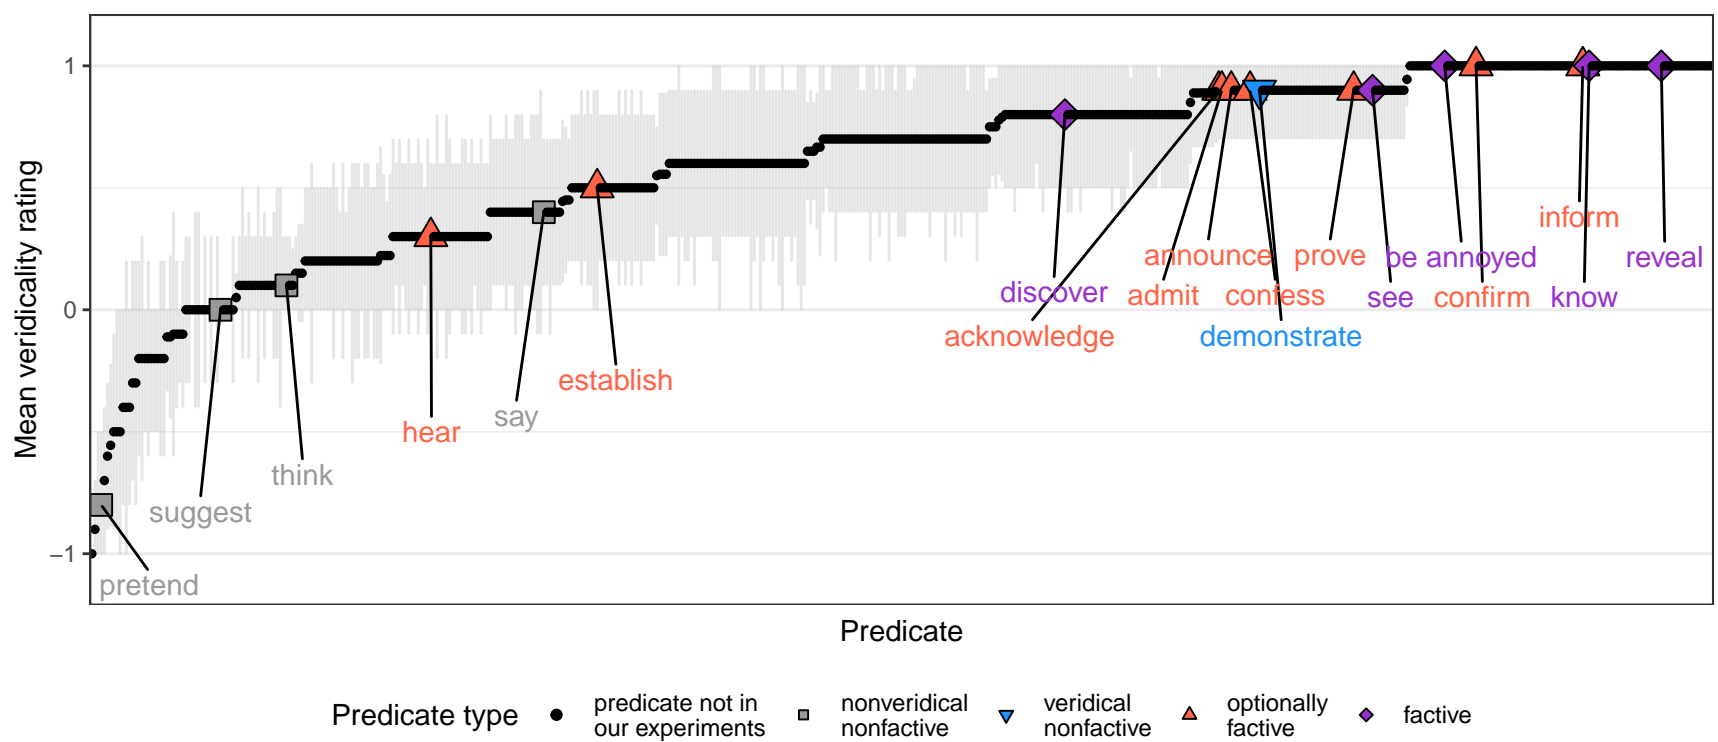 1
0
−1
Mean veridicality rating
inform
announce
prove
be annoyed
reveal
discover
admit
confess
see
confirm
know
acknowledge
demonstrate
establish
say
hear
think
suggest
pretend
Predicate
Predicate type
predicate not in
our experiments
nonveridical
nonfactive
veridical
nonfactive
optionally
factive
factive